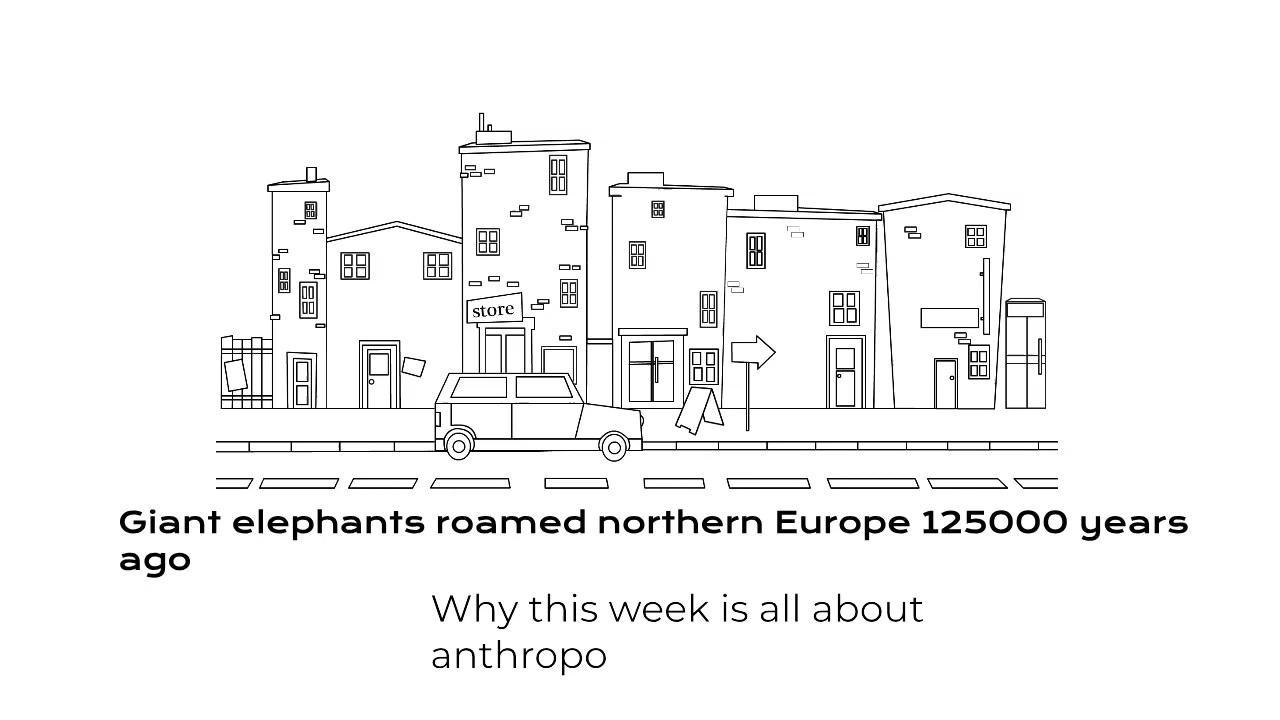 store
Giant elephants roamed northern Europe 125000 years
ago
Why this week is all about
anthropo